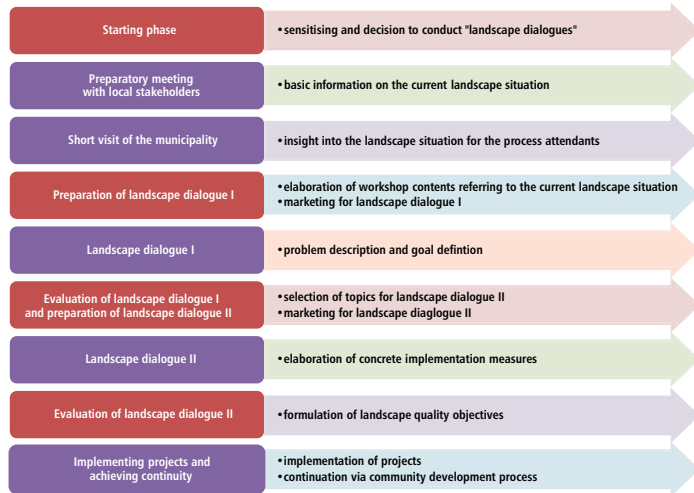 Starting phase
•sensitising and decision to conduct "landscape dialogues"
Preparatory meeting
with local stakeholders
•basic information on the current landscape situation
Short visit of the municipality
•insight into the landscape situation for the process attendants
Preparation of landscape dialogue I
•elaboration of workshop contents referring to the current landscape situation
•marketing for landscape dialogue I
Landscape dialogue I
•problem description and goal defintion
Evaluation of landscape dialogue I
and preparation of landscape dialogue II
•selection of topics for landscape dialogue II
•marketing for landscape diaglogue II
Landscape dialogue II
•elaboration of concrete implementation measures
Evaluation of landscape dialogue II
•formulation of landscape quality objectives
Implementing projects and
achieving continuity
•implementation of projects
•continuation via community development process